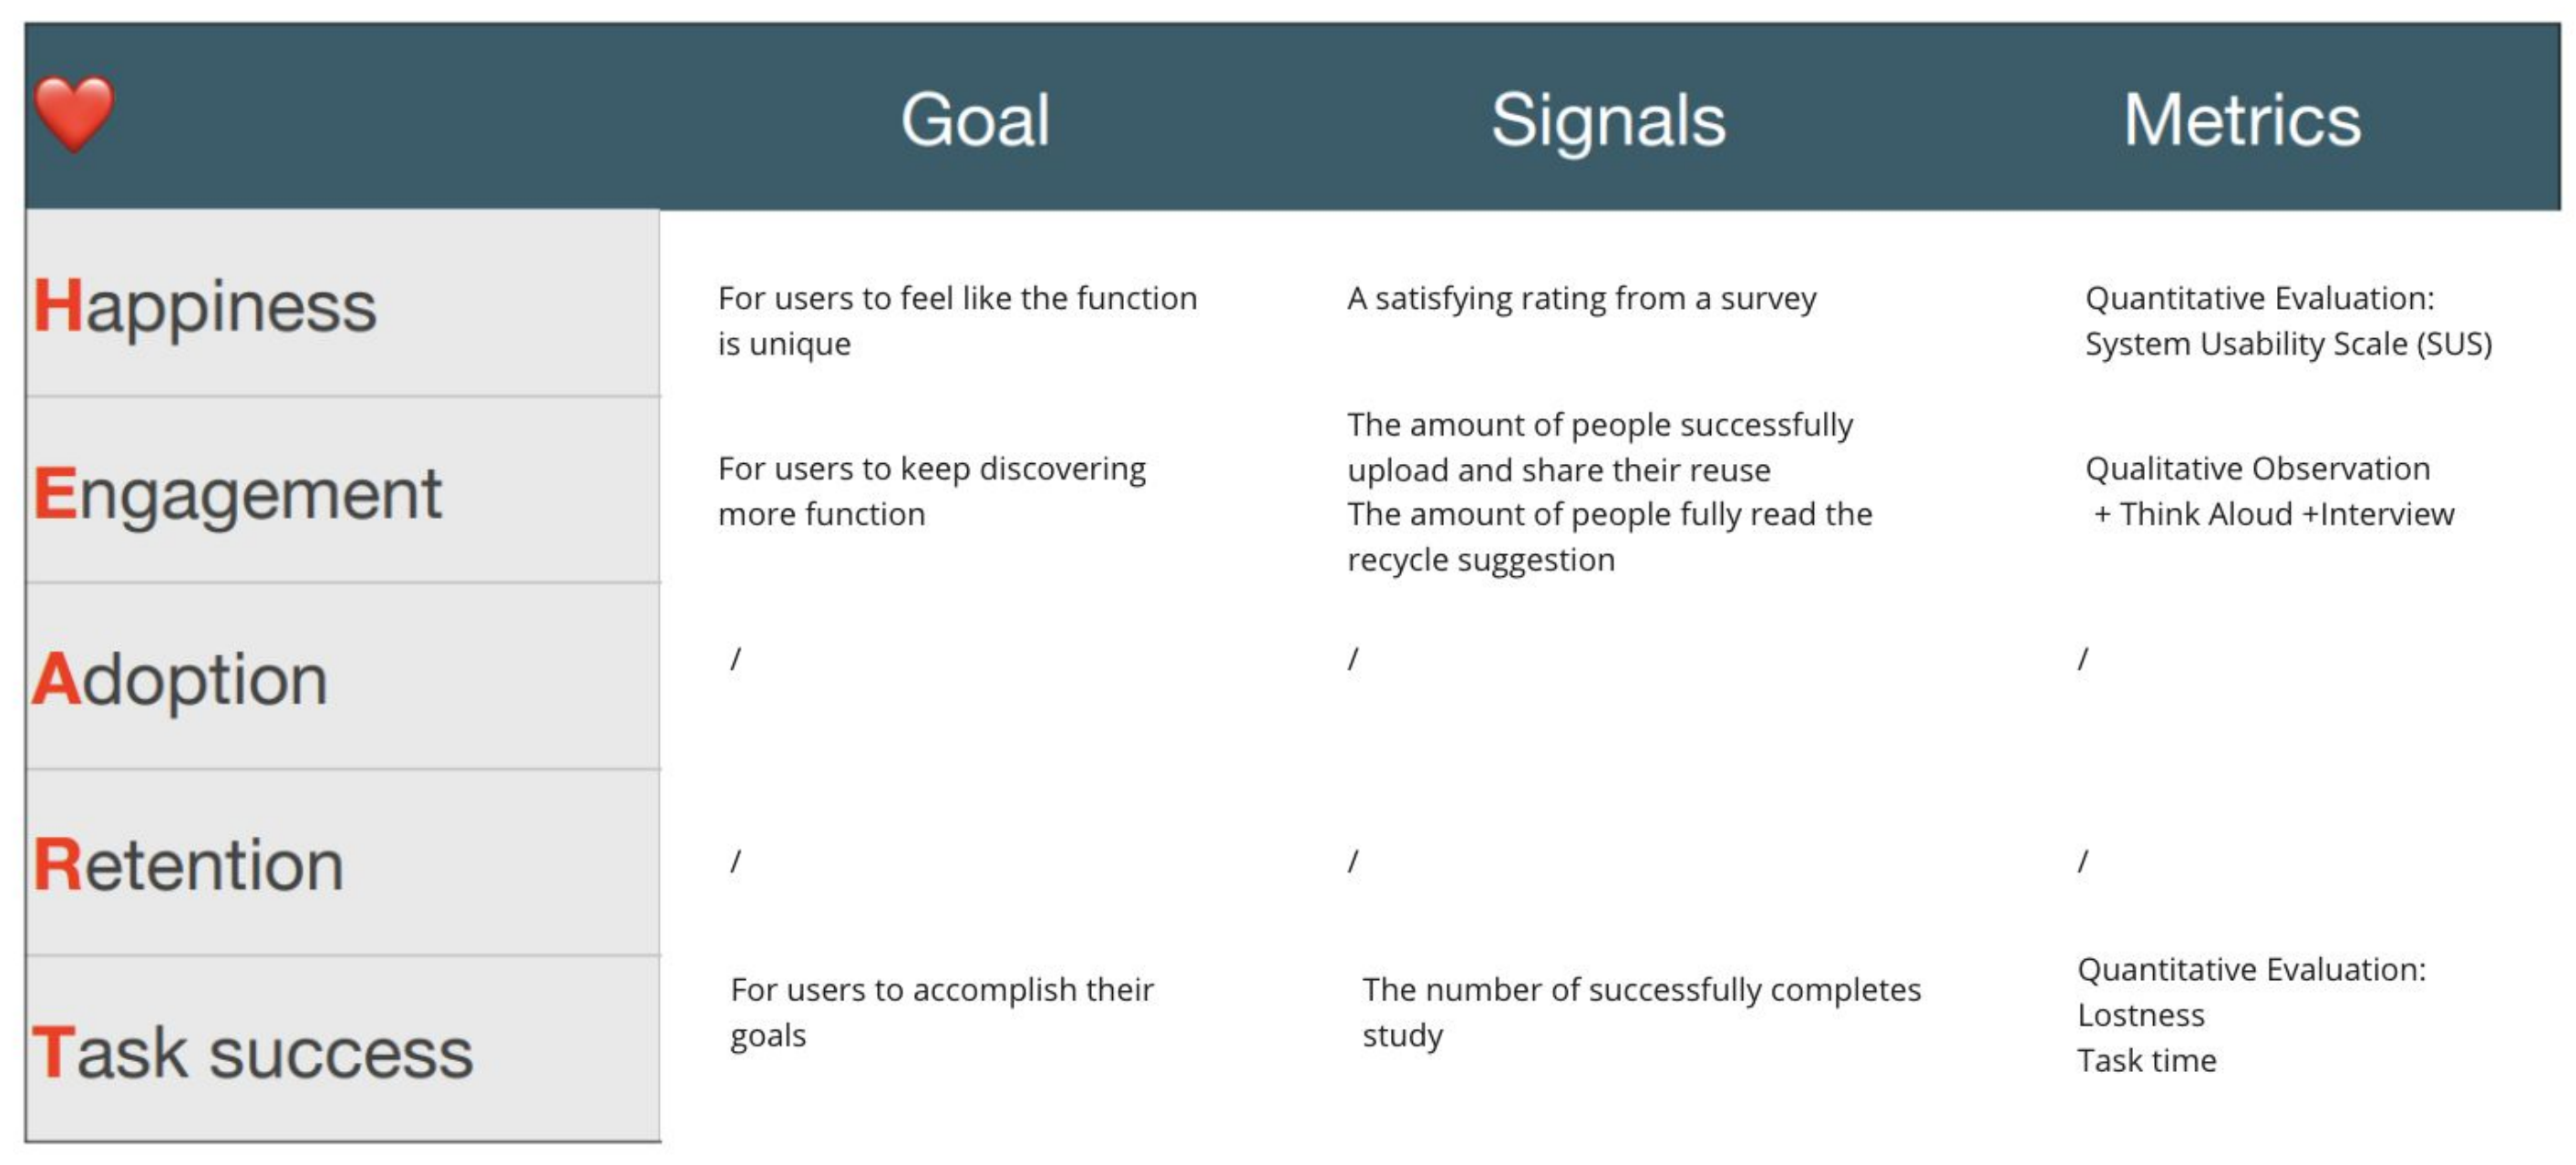 ❤️ Goal Signals Metrics
Happiness
For users to feel like the function
is unique
A satisfying rating from a survey
Quantitative Evaluation:
System Usability Scale (SUS)
Engagement
For users to keep discovering
more function
The amount of people successfully
upload and share their reuse
The amount of people fully read the
recycle suggestion
Qualitative Observation
+ Think Aloud +Interview
Adoption
/
/
/
Retention
/
/
/
Task success
For users to accomplish their
goals
The number of successfully completes
study
Quantitative Evaluation:
Lostness
Task time